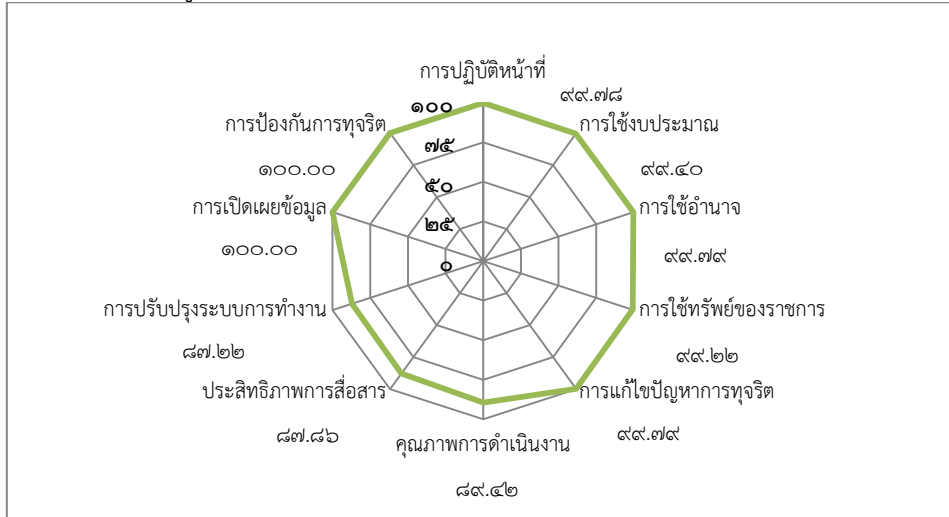 การปฏิบัติหน้าที่
๙๙.๗๘
การใช้งบประมาณ
๙๙.๔๐
การใช้อำนาจ
๙๙.๗๙
การใช้ทรัพย์ของราชการ
๙๙.๒๒
การแก้ไขปัญหาการทุจริต
๙๙.๗๙
คุณภาพการดำเนินงาน
๘๙.๔๒
ประสิทธิภาพการสื่อสาร
๘๗.๘๖
การปรับปรุงระบบการทำงาน
๘๗.๒๒
การเปิดเผยข้อมูล
๑๐๐.๐๐
การป้องกันการทุจริต
๑๐๐.๐๐
๑๐๐
๗๕
๕๐
๒๕
๐